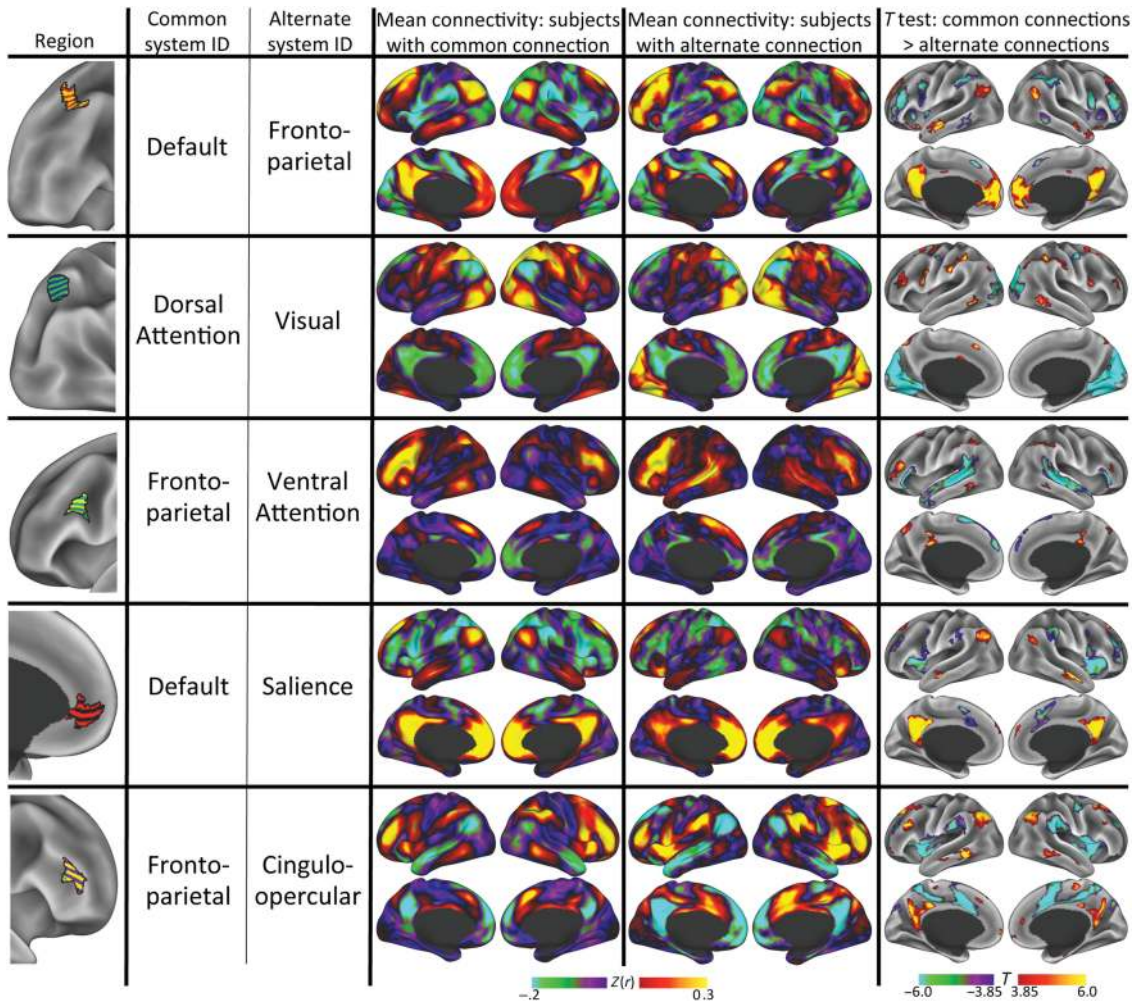 Region
Common
system ID
Alternate
system ID
Mean connectivity: subjects
with common connection
Mean connectivity: subjects
with alternate connection
T test: common connections
> alternate connections
Default
Fronto-
parietal
Dorsal
Attention
Visual
Fronto-
parietal
Ventral
Attention
Default
Salience
Fronto-
parietal
Cingulo-
opercular
−.2 Z(r) 0.3
−6.0 −3.85 T 3.85 6.0